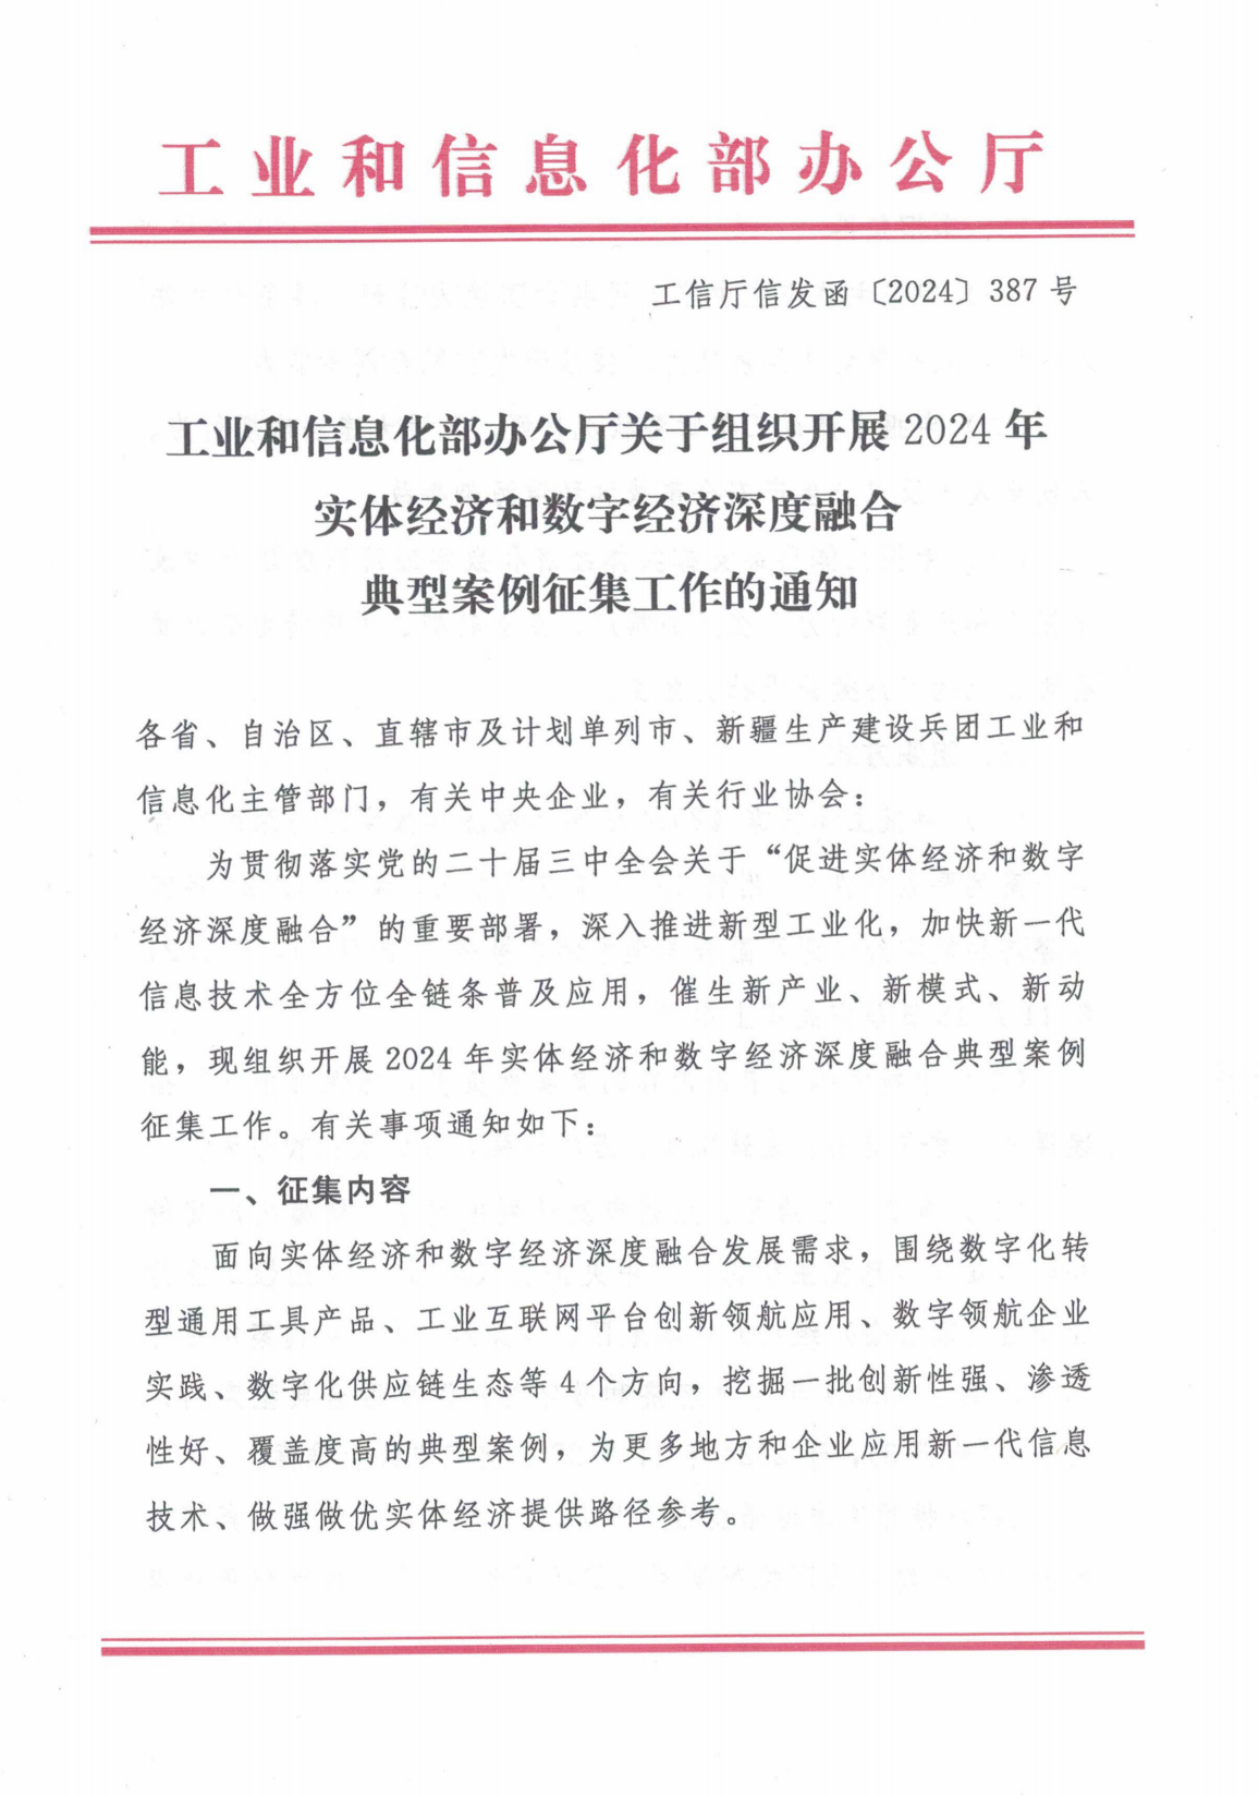 工业和信息化部办公厅
工信厅信发函〔2024〕387号
工业和信息化部办公厅关于组织开展2024年
实体经济和数字经济深度融合
典型案例征集工作的通知
各省、自治区、直辖市及计划单列市、新疆生产建设兵团工业和
信息化主管部门，有关中央企业，有关行业协会：
为贯彻落实党的二十届三中全会关于“促进实体经济和数字
经济深度融合”的重要部署，深入推进新型工业化，加快新一代
信息技术全方位全链条普及应用，催生新产业、新模式、新动
能，现组织开展2024年实体经济和数字经济深度融合典型案例
征集工作。有关事项通知如下：
一、征集内容
面向实体经济和数字经济深度融合发展需求，围绕数字化转
型通用工具产品、工业互联网平台创新领航应用、数字领航企业
实践、数字化供应链生态等4个方向，挖掘一批创新性强、渗透
性好、覆盖度高的典型案例，为更多地方和企业应用新一代信息
技术、做强做优实体经济提供路径参考。